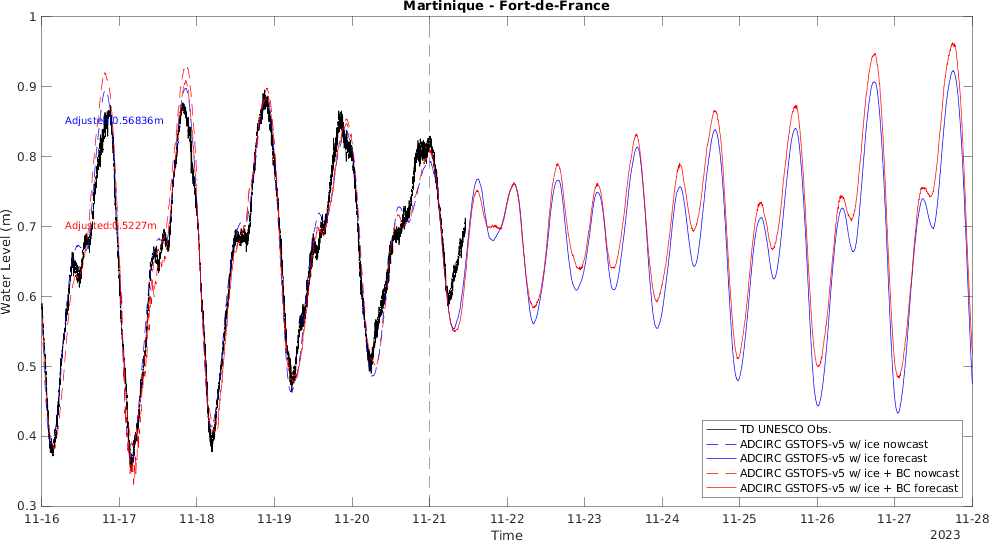 Martinique - Fort-de-France
1
0.9
0.8
0.7
0.6
0.5
0.4
0.3
Water Level (m)
Adjusted:0.56836m
Adjusted:0.5227m
TD UNESCO Obs.
ADCIRC GSTOFS-v5 w/ ice nowcast
ADCIRC GSTOFS-v5 w/ ice forecast
ADCIRC GSTOFS-v5 w/ ice + BC nowcast
ADCIRC GSTOFS-v5 w/ ice + BC forecast
11-16 11-17 11-18 11-19 11-20 11-21 11-22 11-23 11-24 11-25 11-26 11-27 11-28
Time
2023